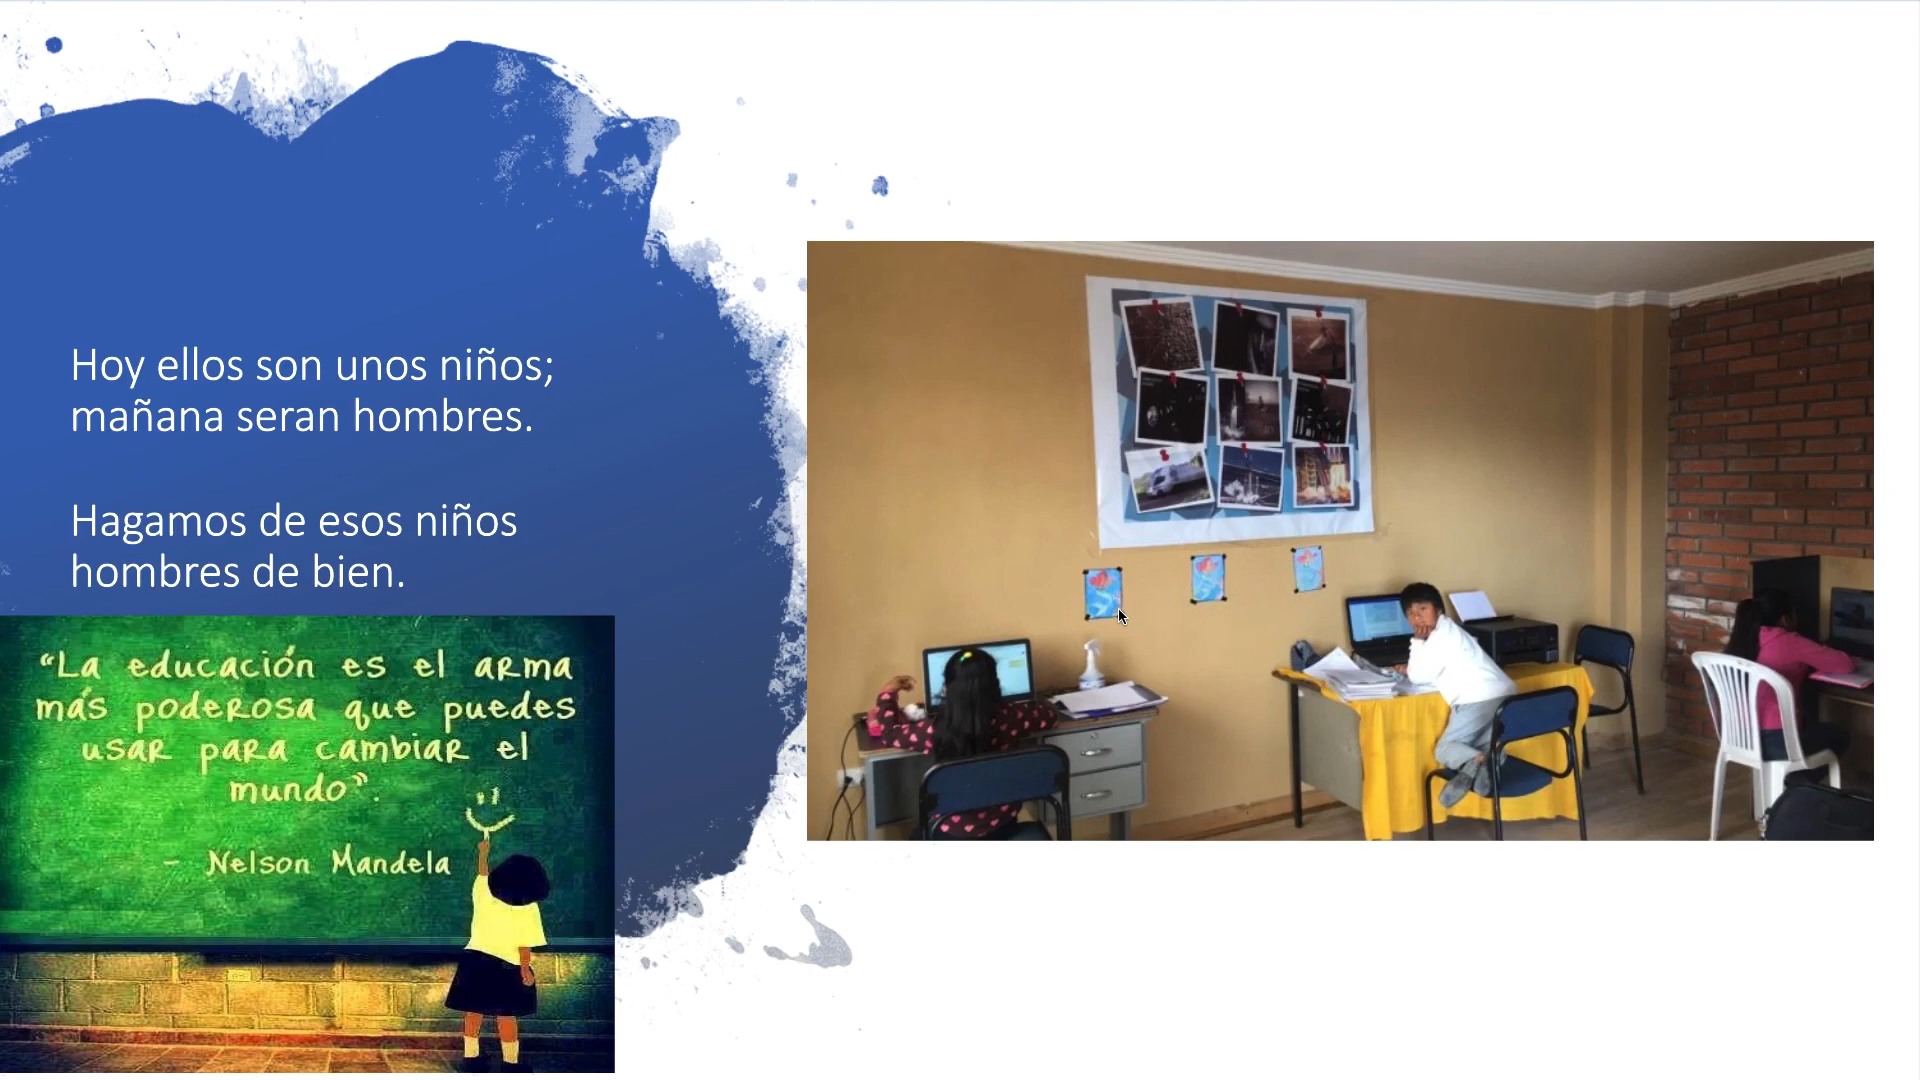 Hoy ellos son unos niños;
mañana seran hombres.
Hagamos de esos niños
hombres de bien.
“La educación es el arma
más poderosa que puedes
usar para cambiar el
mundo”.
- Nelson Mandela